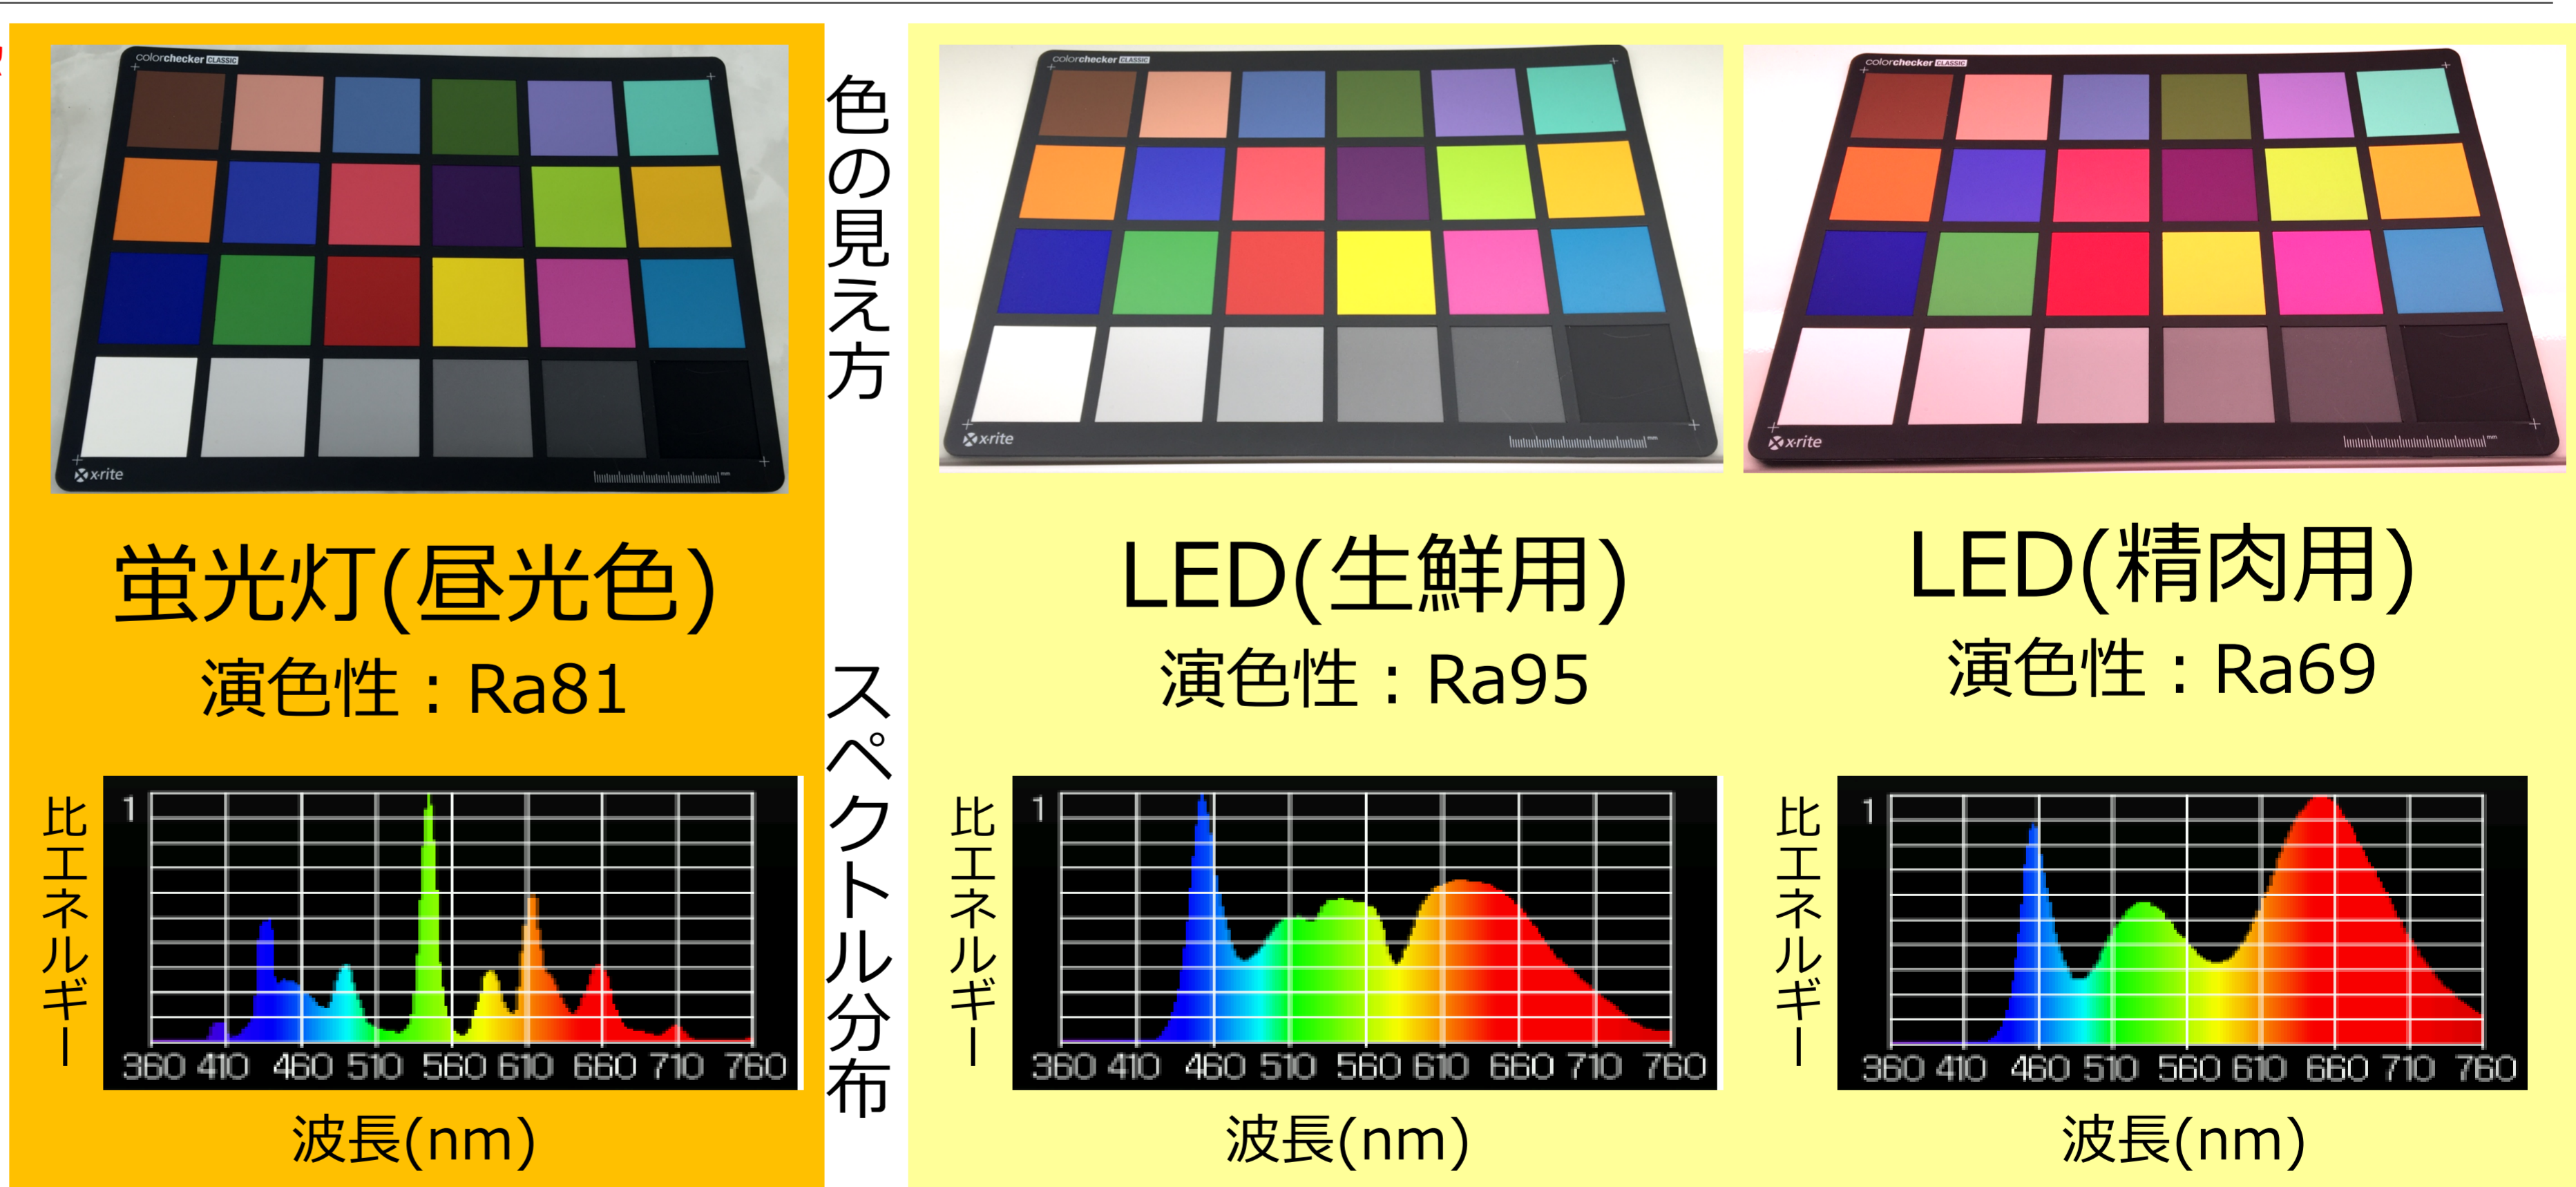 colorchecker CLASSIC
x-rite
mm
蛍光灯(昼光色)
演色性：Ra81
比エネルギー
1
360 410 460 510 560 610 660 710 760
波長(nm)
色の見え方
スペクトル分布
colorchecker CLASSIC
x-rite
mm
LED(生鮮用)
演色性：Ra95
比エネルギー
1
360 410 460 510 560 610 660 710 760
波長(nm)
colorchecker CLASSIC
x-rite
mm
LED(精肉用)
演色性：Ra69
比エネルギー
1
360 410 460 510 560 610 660 710 760
波長(nm)